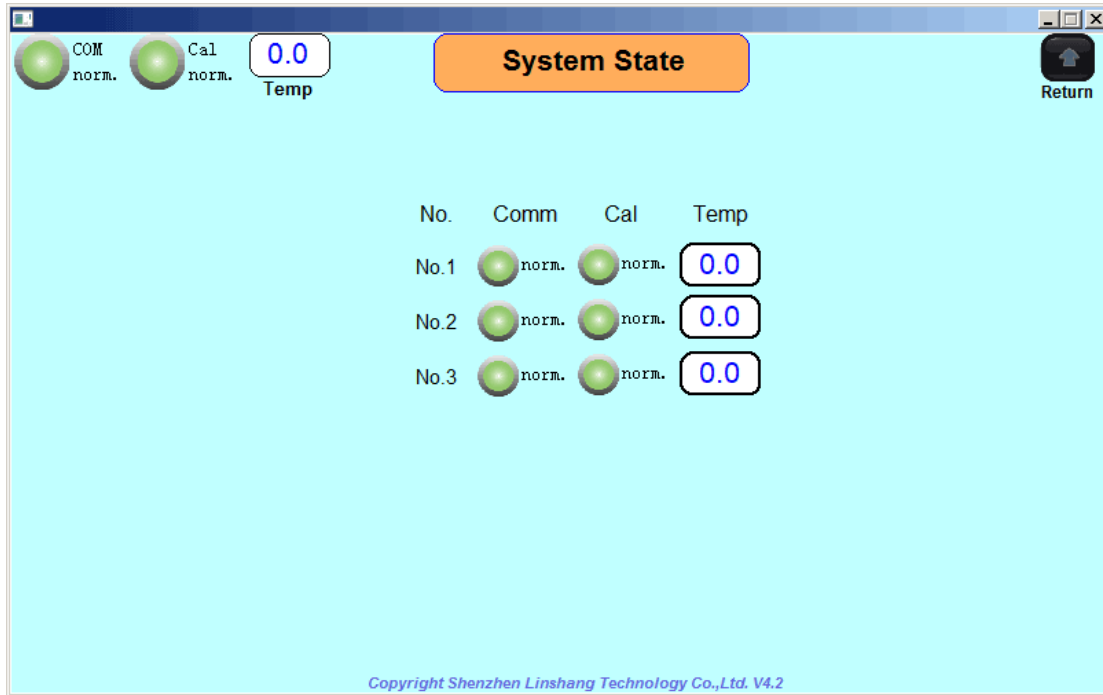 COM
norm.
Cal
norm.
0.0
Temp
System State
Return
No. Comm Cal Temp
No.1 norm. norm. 0.0
No.2 norm. norm. 0.0
No.3 norm. norm. 0.0
Copyright Shenzhen Linshang Technology Co.,Ltd. V4.2